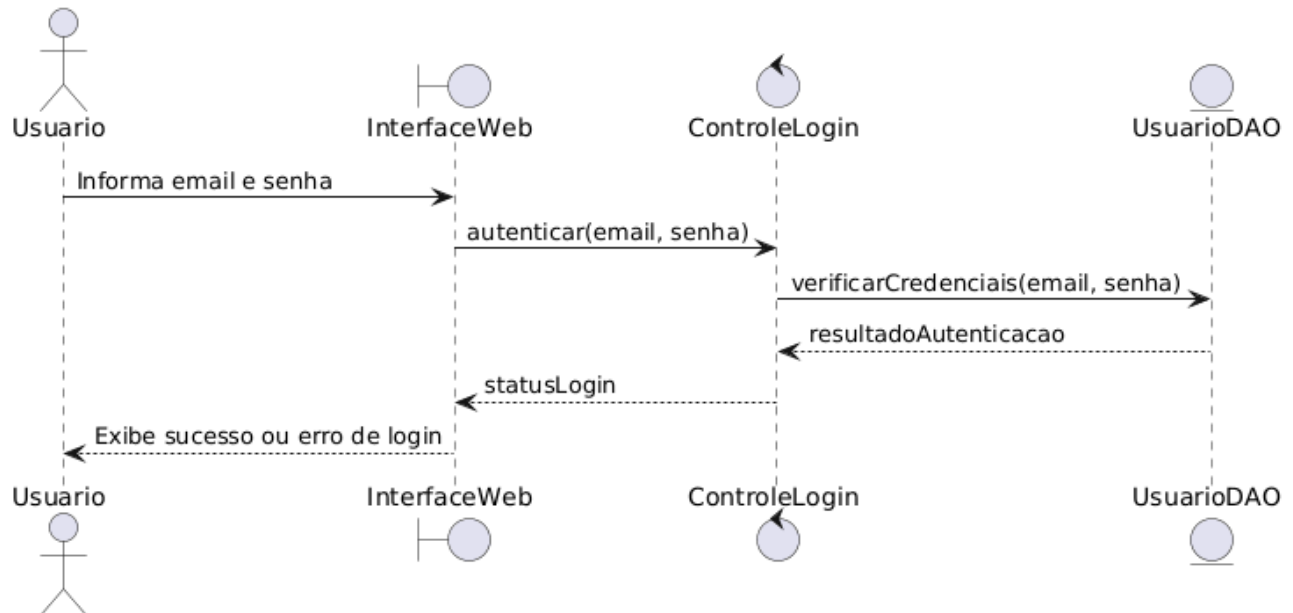 Usuario
InterfaceWeb
ControleLogin
UsuarioDAO
Informa email e senha
autenticar(email, senha)
verificarCredenciais(email, senha)
resultadoAutenticacao
statusLogin
Exibe sucesso ou erro de login
Usuario
InterfaceWeb
ControleLogin
UsuarioDAO